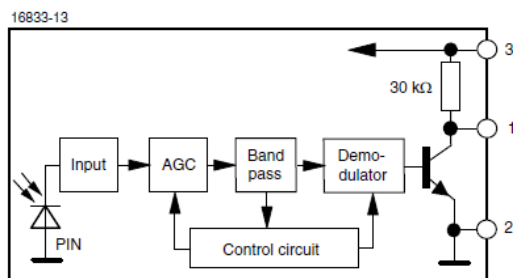 16833-13
3
30 kΩ
1
Input
AGC
Band
pass
Demo-
dulator
2
PIN
Control circuit